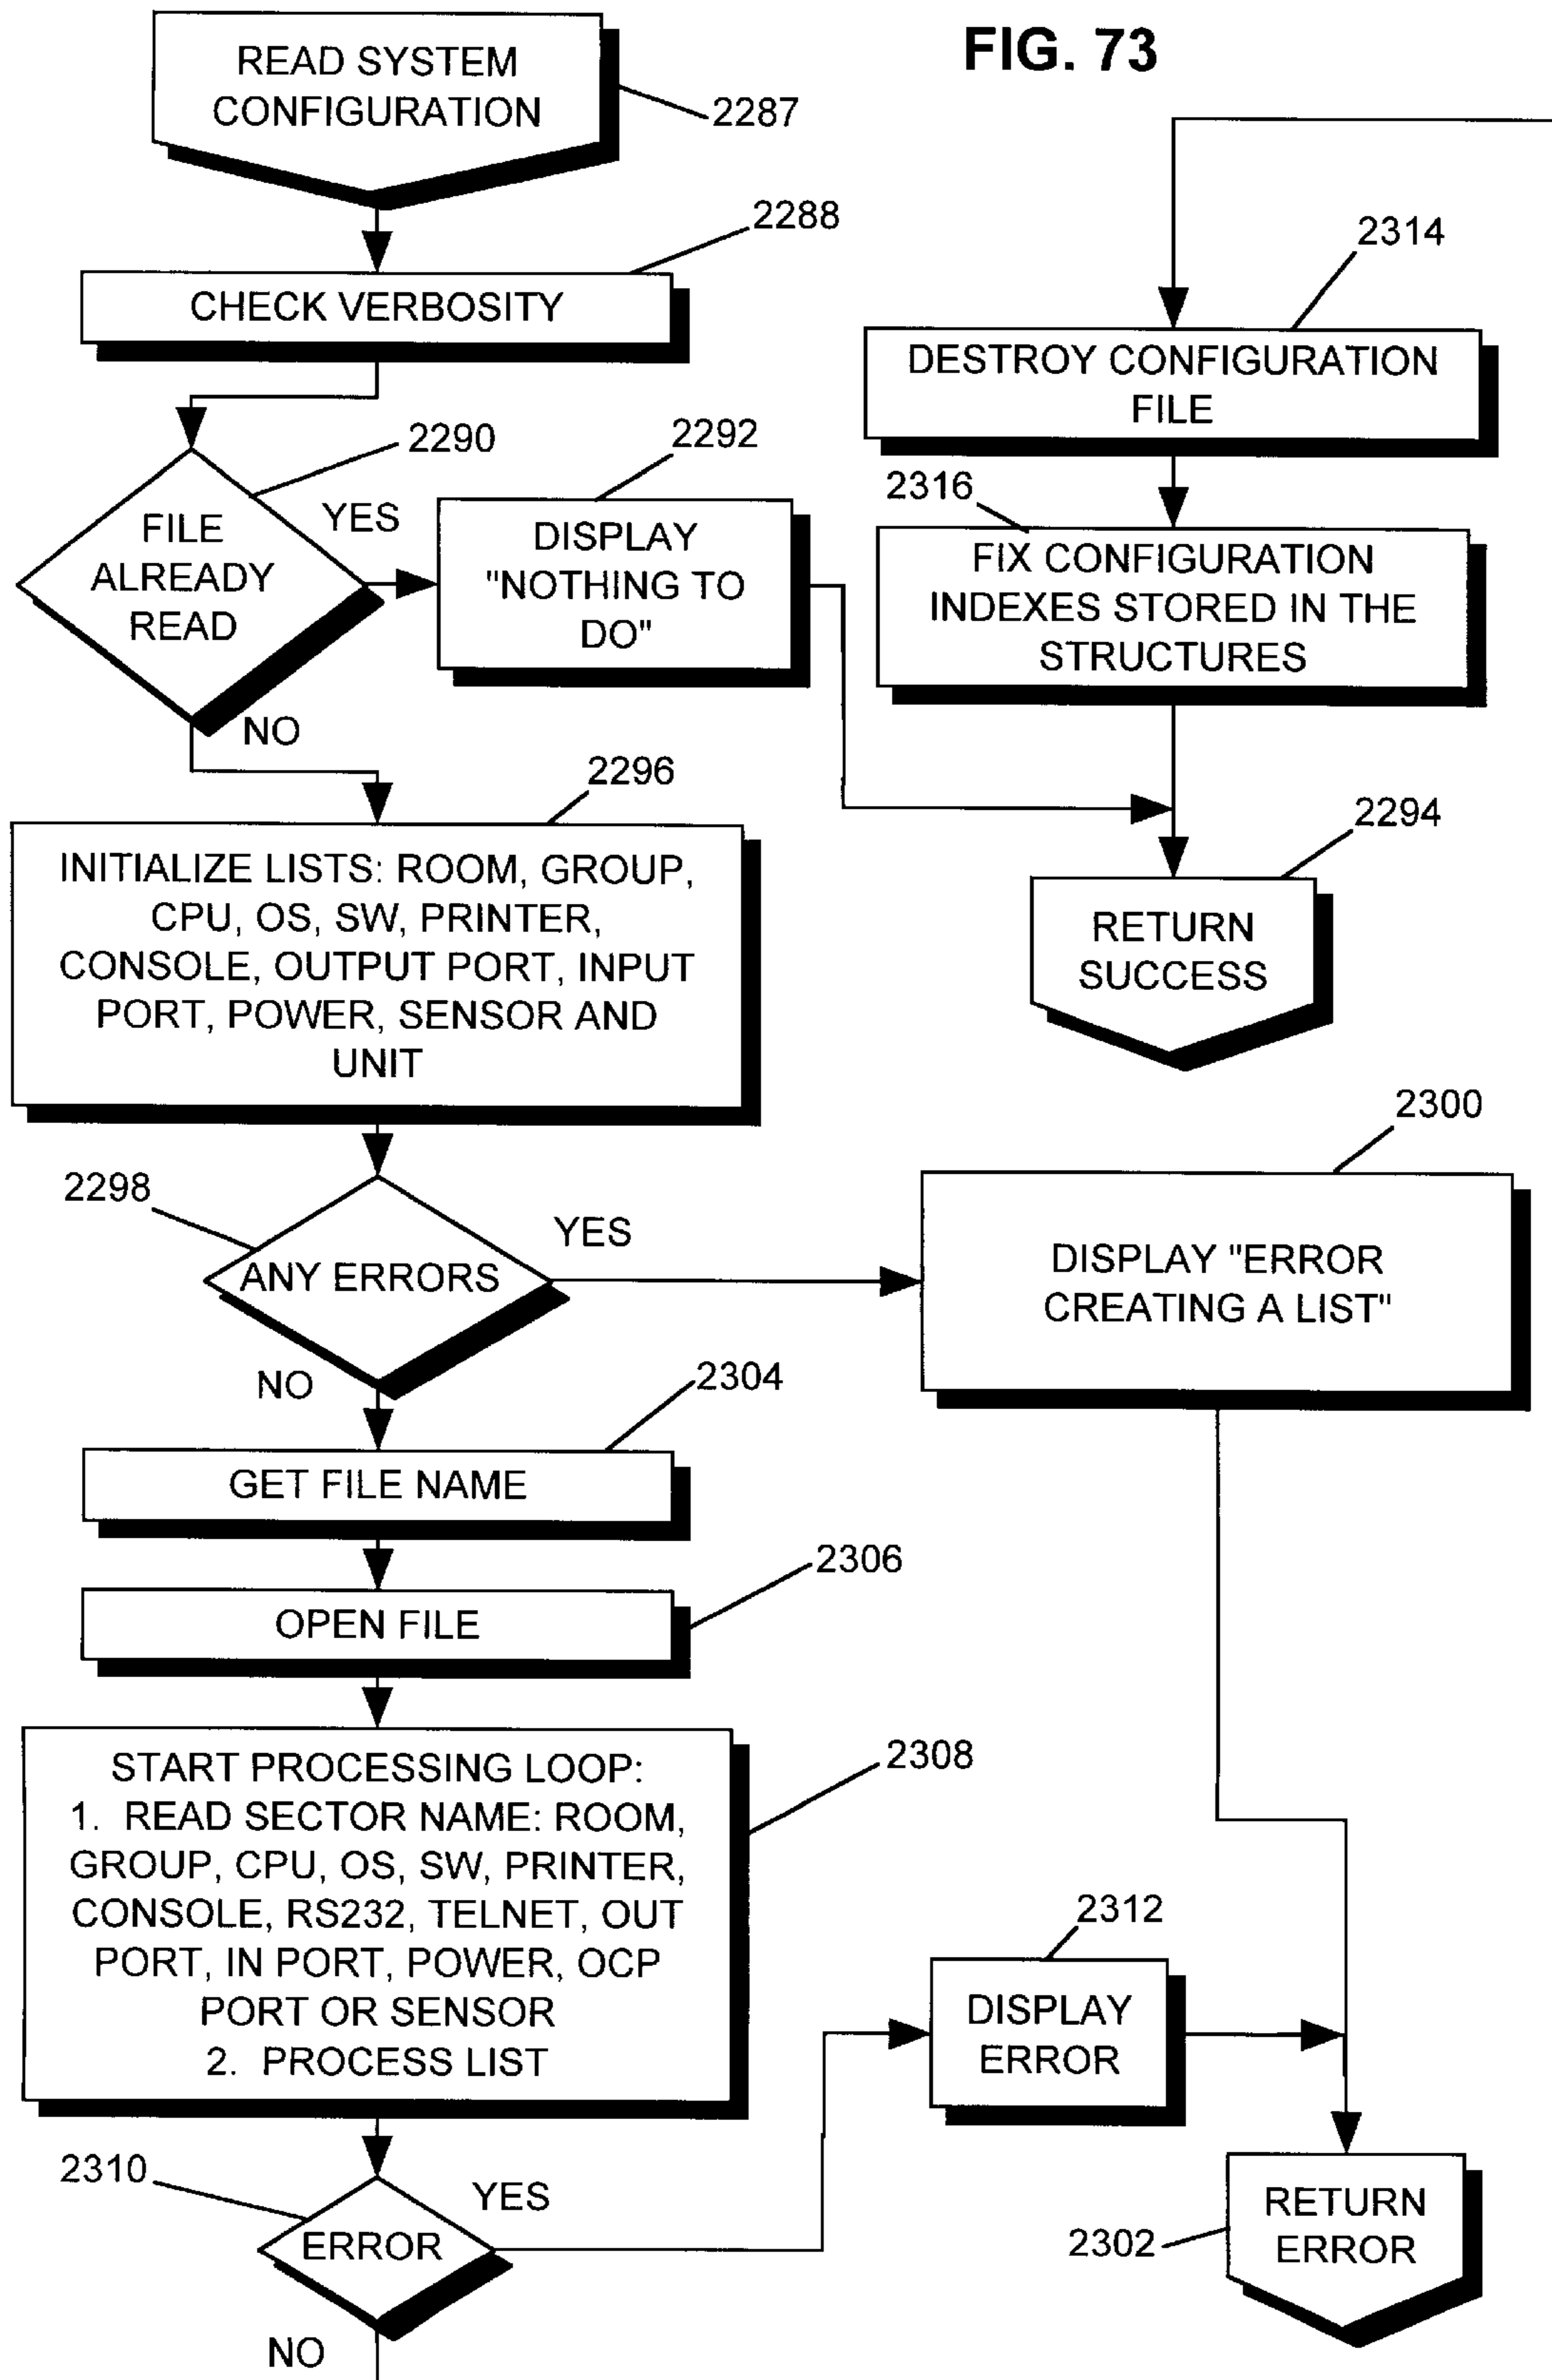 FIG. 73
READ SYSTEM
CONFIGURATION
2287
2288
CHECK VERBOSITY
2290
FILE
ALREADY
READ
YES
NO
2292
DISPLAY
"NOTHING TO
DO"
2296
INITIALIZE LISTS: ROOM, GROUP,
CPU, OS, SW, PRINTER,
CONSOLE, OUTPUT PORT, INPUT
PORT, POWER, SENSOR AND
UNIT
2298
ANY ERRORS
YES
NO
2304
GET FILE NAME
2306
OPEN FILE
2308
START PROCESSING LOOP:
1. READ SECTOR NAME: ROOM,
GROUP, CPU, OS, SW, PRINTER,
CONSOLE, RS232, TELNET, OUT
PORT, IN PORT, POWER, OCP
PORT OR SENSOR
2. PROCESS LIST
2310
ERROR
YES
NO
2314
DESTROY CONFIGURATION
FILE
2316
FIX CONFIGURATION
INDEXES STORED IN THE
STRUCTURES
2294
RETURN
SUCCESS
2300
DISPLAY "ERROR
CREATING A LIST"
2312
DISPLAY
ERROR
2302
RETURN
ERROR